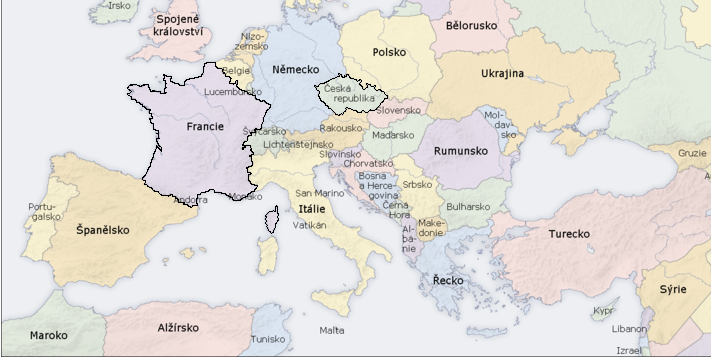 Irsko
Spojené
království
Nizo-
zemsko
Belgie
Lucembursko
Německo
Polsko
Bělorusko
Ukrajina
Česká
republika
Slovensko
Francie
Švýcarsko
Lichtenštejnsko
Rakousko
Maďarsko
Mol-
davsko
Rumunsko
Slovinsko
Chorvatsko
Bosna
a Herce-
govina
Srbsko
Černá
Hora
Bulharsko
Gruzie
Andorra
Monako
San Marino
Itálie
Vatikán
Portu-
galsko
Španělsko
Al-
bánie
Make-
donie
Řecko
Turecko
Sýrie
Kypr
Libanon
Izrael
Maroko
Alžírsko
Tunisko
Malta